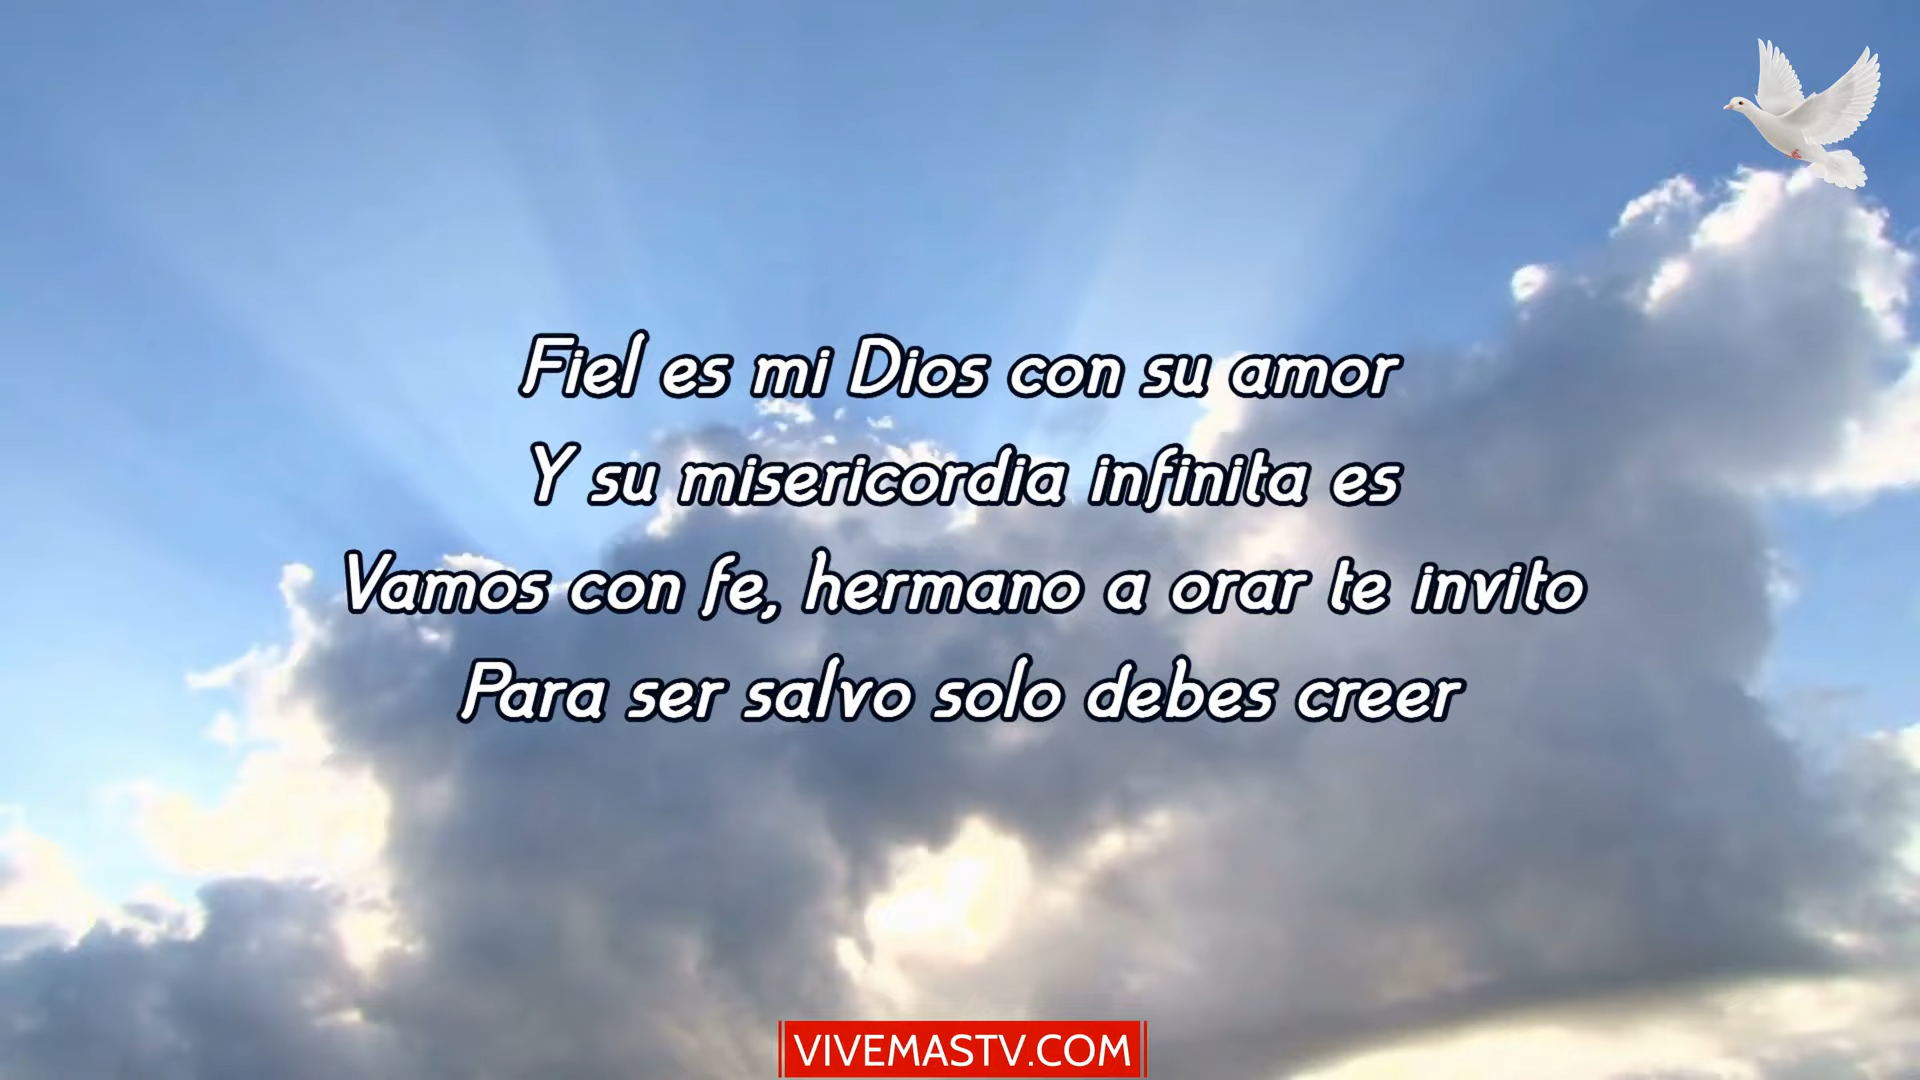 Fiel es mi Dios con su amor
Y su misericordia infinita es
Vamos con fe, hermano a orar te invito
Para ser salvo solo debes creer
VIVEMASTV.COM